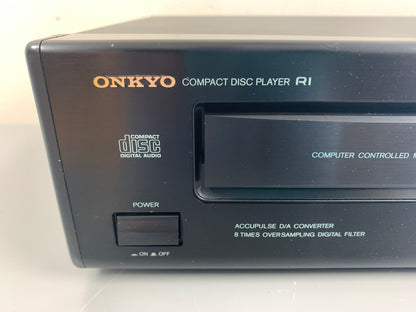 ONKYO COMPACT DISC PLAYER RI
COMPACT
disc
DIGITAL AUDIO
COMPUTER CONTROLLED
POWER
ON OFF
ACCUPULSE D/A CONVERTER
8 TIMES OVERSAMPLING DIGITAL FILTER